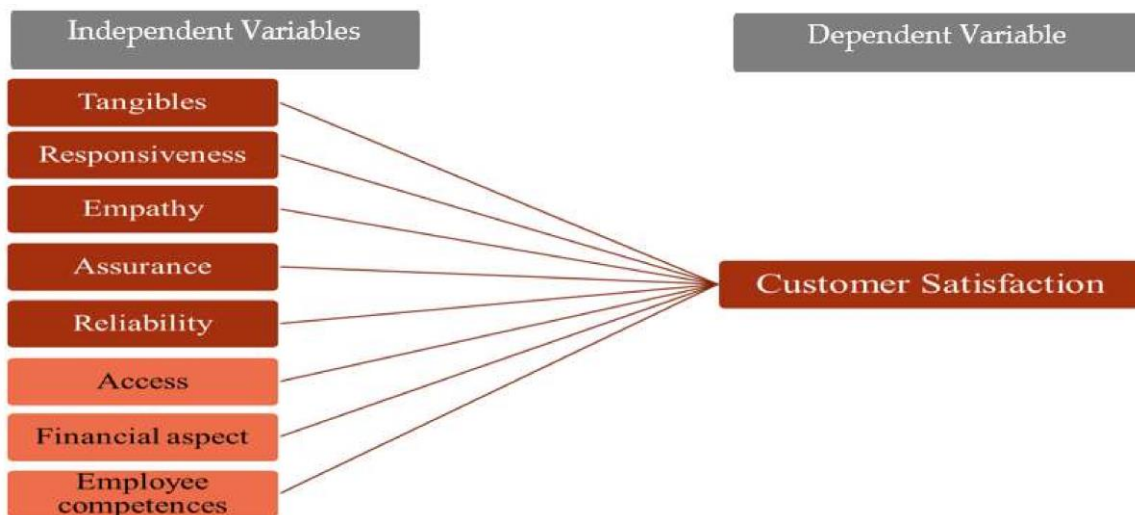 Independent Variables
Dependent Variable
Tangibles
Responsiveness
Empathy
Assurance
Reliability
Access
Financial aspect
Employee
competences
Customer Satisfaction